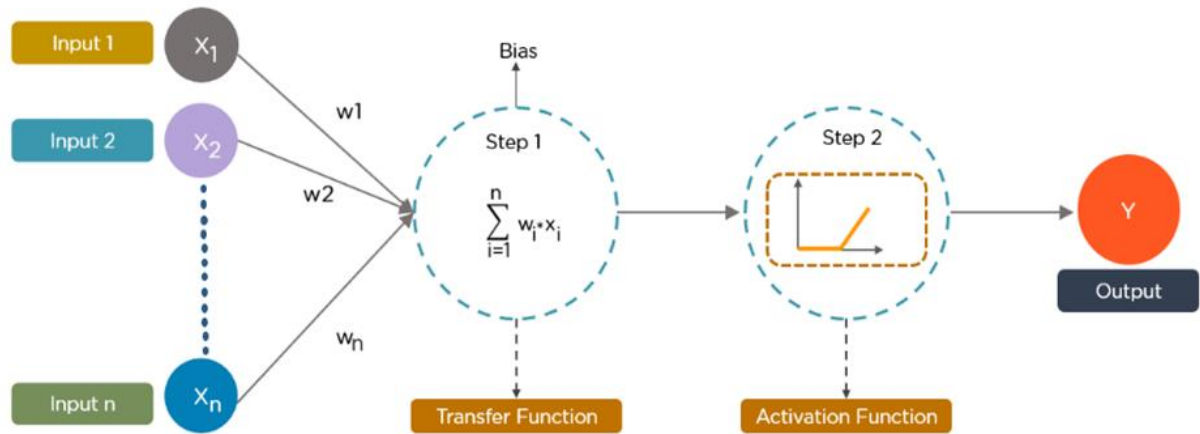 Input 1
X1
Input 2
X2
Input n
Xn
w1
w2
wn
Bias
Step 1
n
∑ wi*xi
i=1
Transfer Function
Step 2
Activation Function
Y
Output